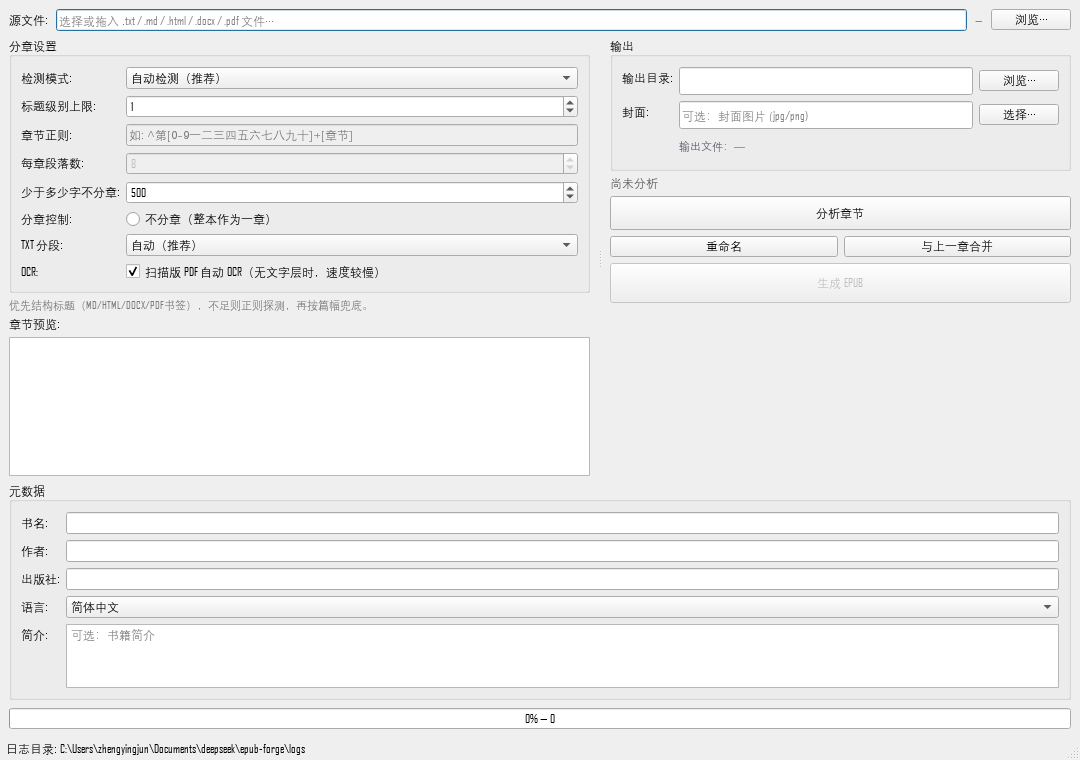 源文件: 选择或拖入 .txt / .md / .html / .docx / .pdf 文件… – 浏览…
分章设置
检测模式: 自动检测（推荐）
标题级别上限: 1
章节正则: 如: ^第[0-9一二三四五六七八九十]+[章节]
每章段落数: 8
少于多少字不分章: 500
分章控制: 不分章（整本作为一章）
TXT 分段: 自动（推荐）
OCR: 扫描版 PDF 自动 OCR（无文字层时，速度较慢）
优先结构标题（MD/HTML/DOCX/PDF书签），不足则正则探测，再按篇幅兜底。
章节预览:
输出
输出目录: 浏览…
封面: 可选：封面图片 (jpg/png) 选择…
输出文件: —
尚未分析
分析章节
重命名 与上一章合并
生成 EPUB
元数据
书名:
作者:
出版社:
语言: 简体中文
简介: 可选：书籍简介
0% – 0
日志目录: C:\Users\zhengyingjun\Documents\deepseek\epub-forge\logs